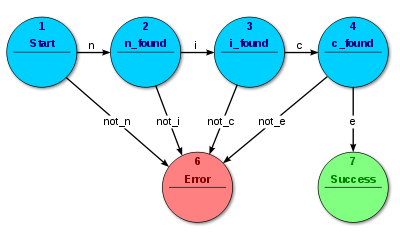 1
Start
n
2
n_found
i
3
i_found
c
4
c_found
not_n
not_i
not_c
not_e
e
6
Error
7
Success